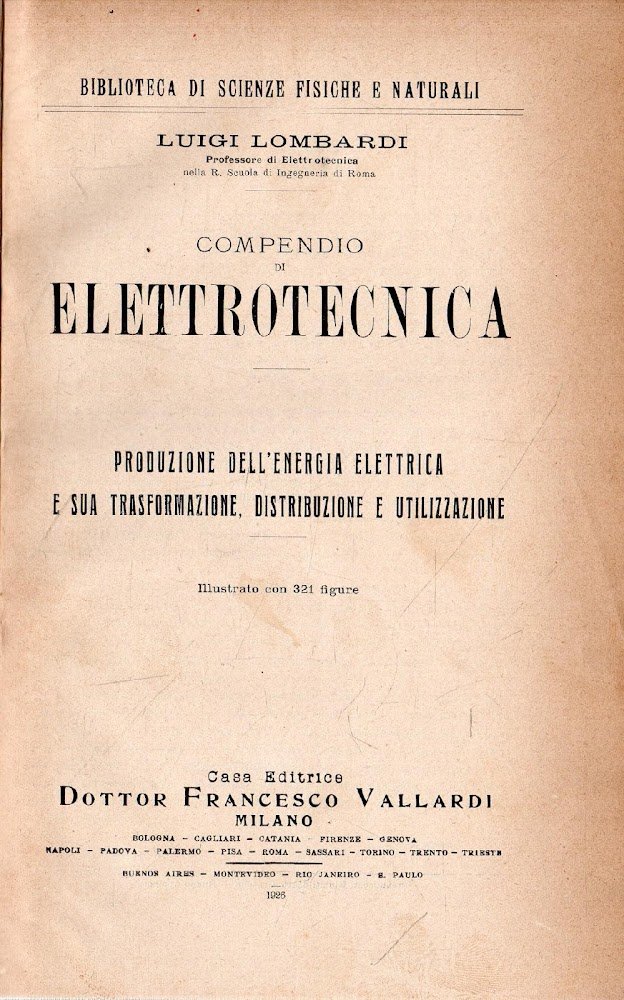 BIBLIOTECA DI SCIENZE FISICHE E NATURALI
LUIGI LOMBARDI
Professore di Elettrotecnica
nella R. Scuola di Ingegneria di Roma
COMPENDIO
DI
ELETTROTECNICA
PRODUZIONE DELL'ENERGIA ELETTRICA
E SUA TRASFORMAZIONE, DISTRIBUZIONE E UTILIZZAZIONE
Illustrato con 321 figure
Casa Editrice
DOTTOR FRANCESCO VALLARDI
MILANO
BOLOGNA – CAGLIARI – CATANIA – FIRENZE – GENOVA
NAPOLI – PADOVA – PALERMO – PISA – ROMA – SASSARI – TORINO – TRENTO – TRIESTE
BUENOS AIRES – MONTEVIDEO – RIO JANEIRO – S. PAULO
1926